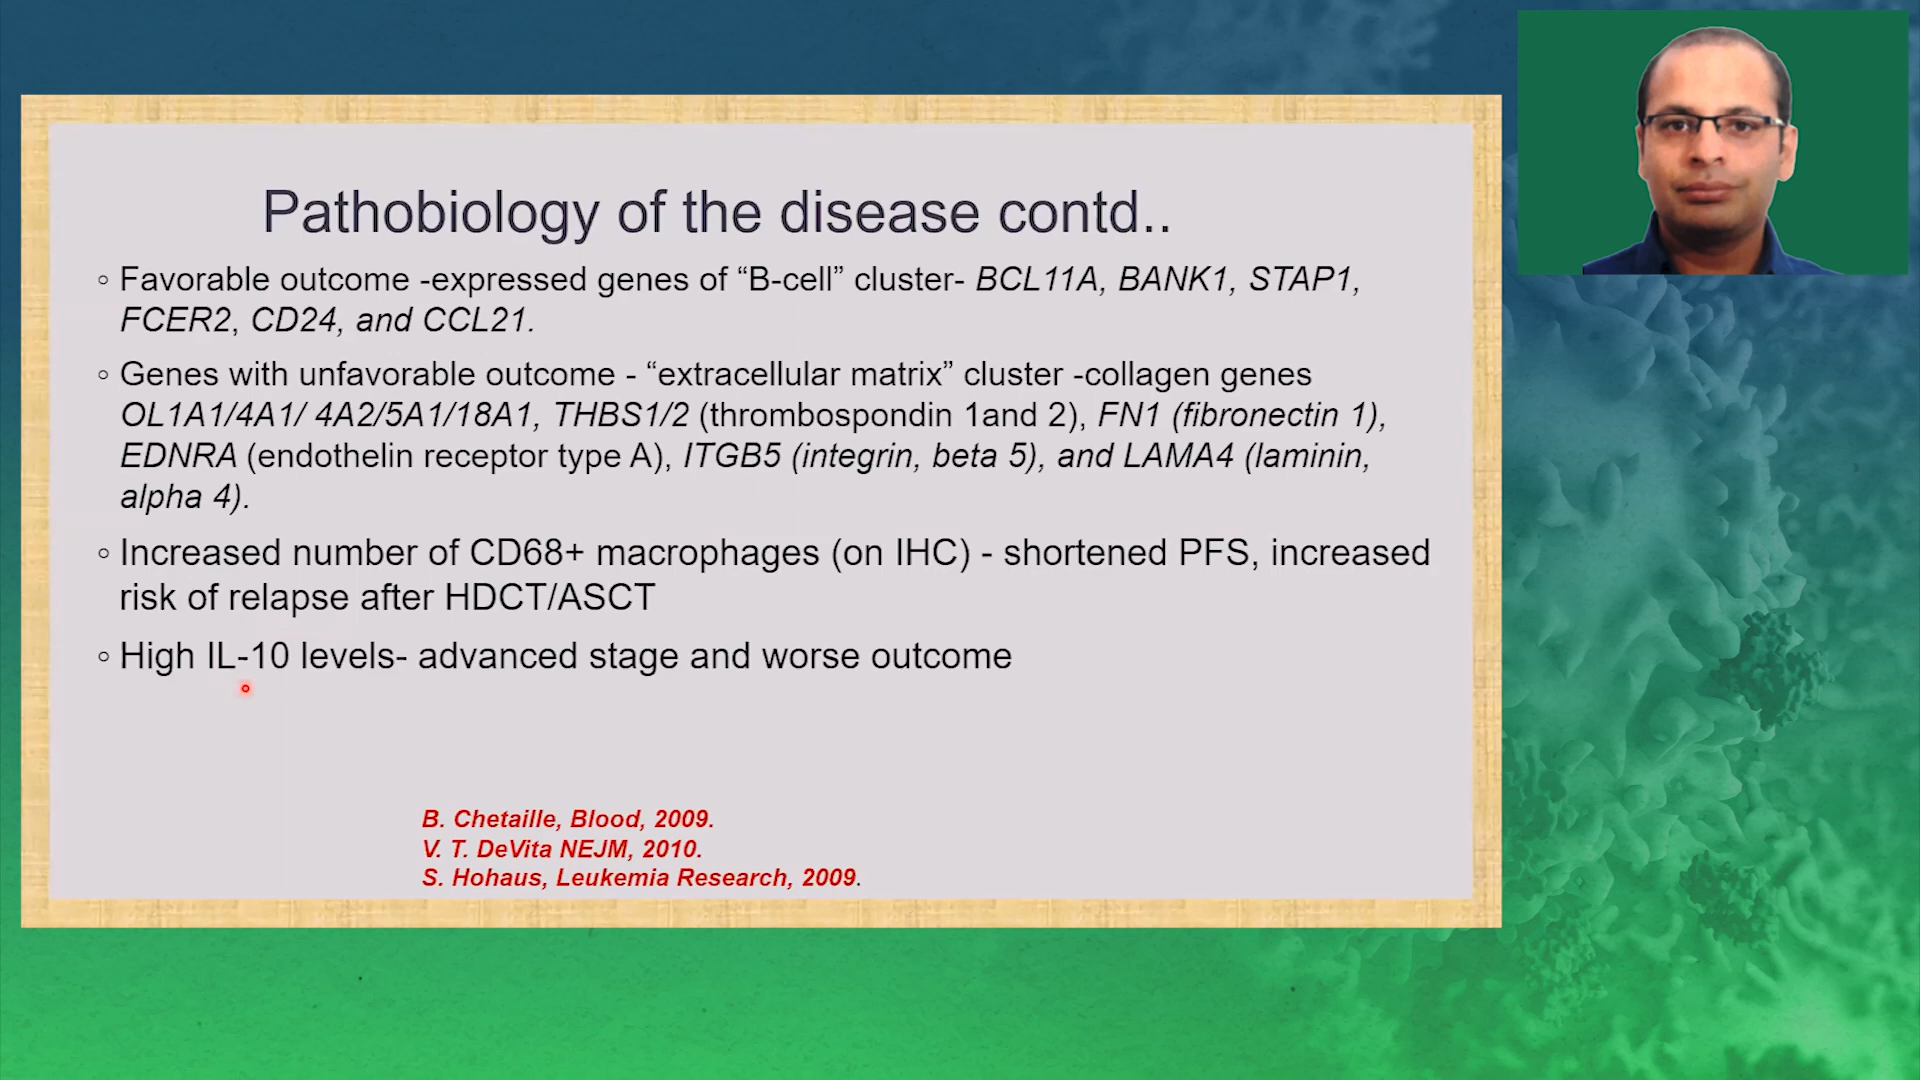 Pathobiology of the disease contd..
◦ Favorable outcome -expressed genes of “B-cell” cluster- BCL11A, BANK1, STAP1,
FCER2, CD24, and CCL21.
◦ Genes with unfavorable outcome - “extracellular matrix” cluster -collagen genes
OL1A1/4A1/ 4A2/5A1/18A1, THBS1/2 (thrombospondin 1and 2), FN1 (fibronectin 1),
EDNRA (endothelin receptor type A), ITGB5 (integrin, beta 5), and LAMA4 (laminin,
alpha 4).
◦ Increased number of CD68+ macrophages (on IHC) - shortened PFS, increased
risk of relapse after HDCT/ASCT
◦ High IL-10 levels- advanced stage and worse outcome
B. Chetaille, Blood, 2009.
V. T. DeVita NEJM, 2010.
S. Hohaus, Leukemia Research, 2009.